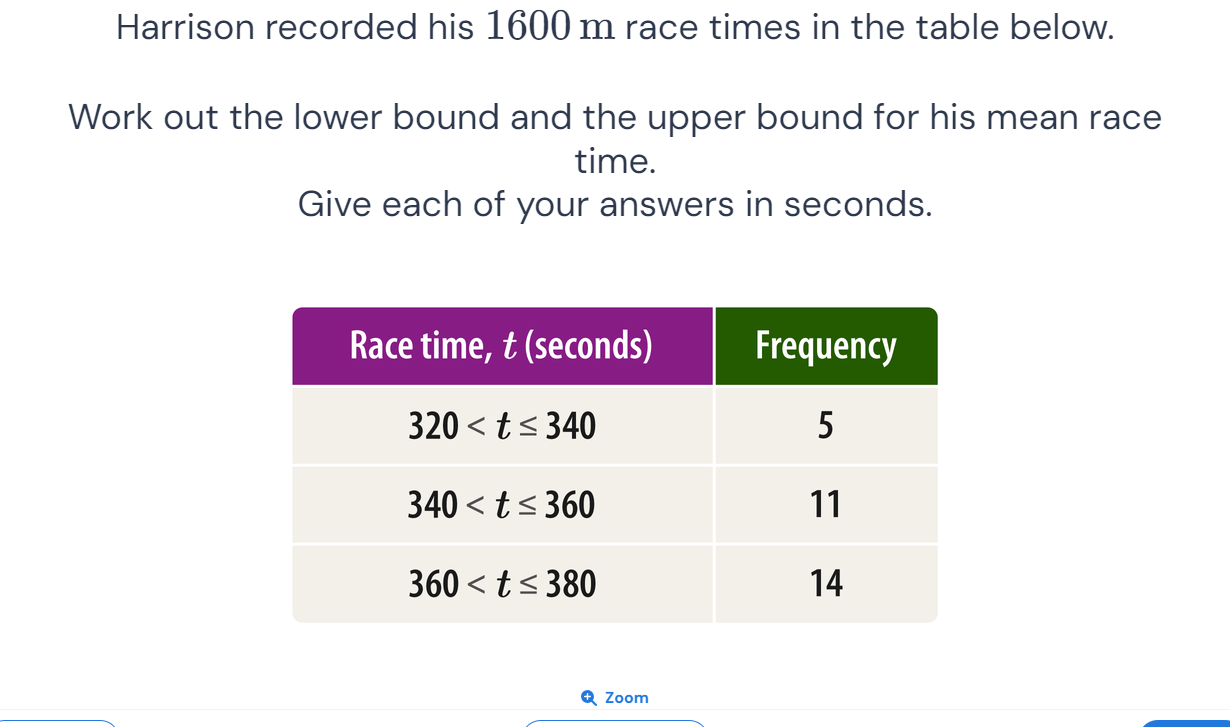 Harrison recorded his 1600 m race times in the table below.
Work out the lower bound and the upper bound for his mean race
time.
Give each of your answers in seconds.
Race time, t (seconds) Frequency
320 < t ≤ 340 5
340 < t ≤ 360 11
360 < t ≤ 380 14
Zoom